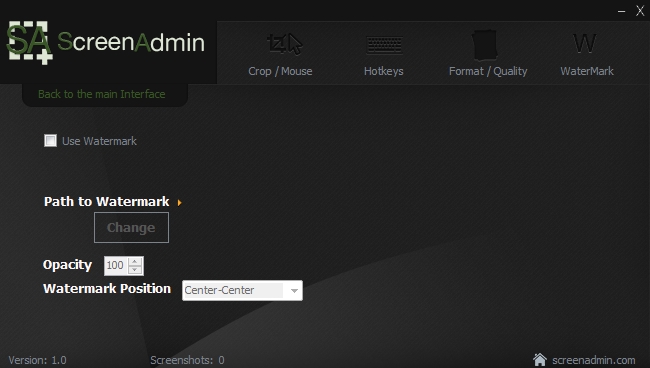 – X
SA ScreenAdmin
W
Crop / Mouse Hotkeys Format / Quality WaterMark
Back to the main Interface
Use Watermark
Path to Watermark
Change
Opacity 100
Watermark Position Center-Center
Version: 1.0 Screenshots: 0 screenadmin.com